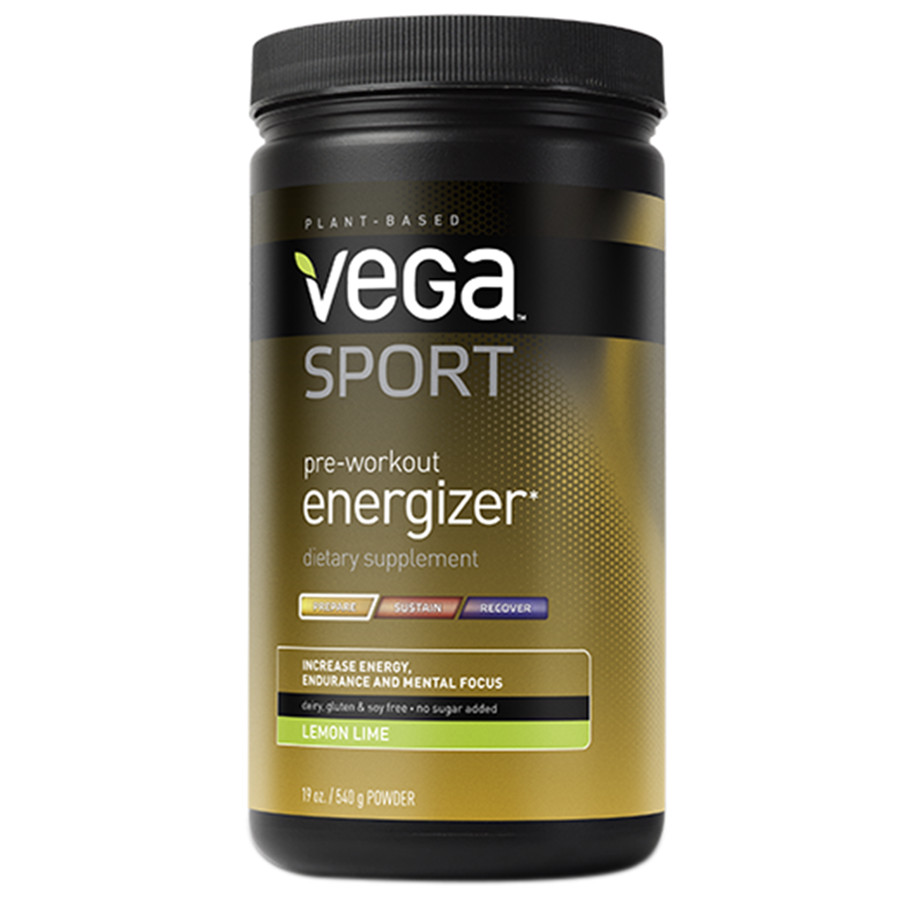 PLANT-BASED
vega™
SPORT
pre-workout
energizer*
dietary supplement
PREPARE SUSTAIN RECOVER
INCREASE ENERGY,
ENDURANCE AND MENTAL FOCUS
dairy, gluten & soy free • no sugar added
LEMON LIME
19 oz. / 540 g POWDER